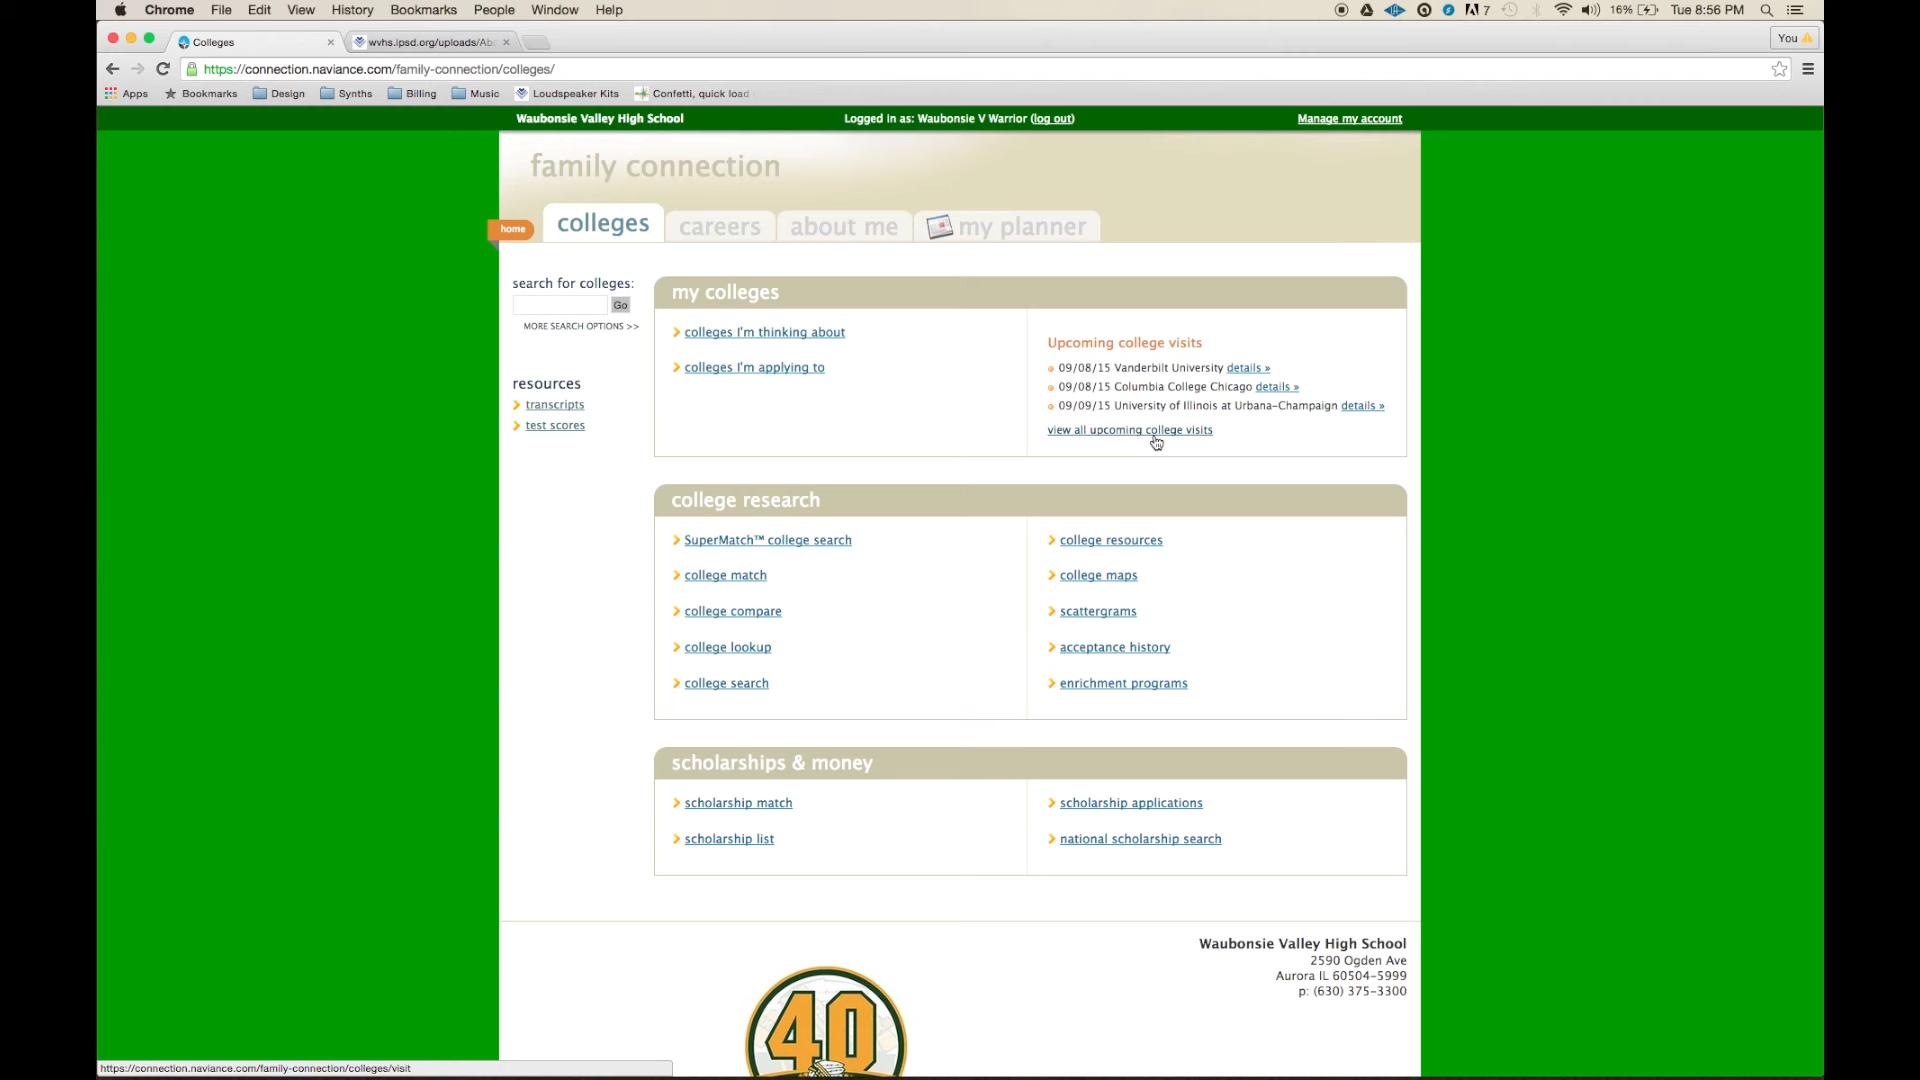 Chrome File Edit View History Bookmarks People Window Help 7 16% Tue 8:56 PM
Colleges wvhs.ipsd.org/uploads/Ab You
https://connection.naviance.com/family-connection/colleges/
Apps Bookmarks Design Synths Billing Music Loudspeaker Kits Confetti, quick load
Waubonsie Valley High School Logged in as: Waubonsie V Warrior (log out) Manage my account
family connection
home colleges careers about me my planner
search for colleges:
Go
MORE SEARCH OPTIONS >>
resources
transcripts
test scores
my colleges
colleges I'm thinking about
colleges I'm applying to
Upcoming college visits
09/08/15 Vanderbilt University details »
09/08/15 Columbia College Chicago details »
09/09/15 University of Illinois at Urbana-Champaign details »
view all upcoming college visits
college research
SuperMatch™ college search
college match
college compare
college lookup
college search
college resources
college maps
scattergrams
acceptance history
enrichment programs
scholarships & money
scholarship match
scholarship list
scholarship applications
national scholarship search
Waubonsie Valley High School
2590 Ogden Ave
Aurora IL 60504-5999
p: (630) 375-3300
40
https://connection.naviance.com/family-connection/colleges/visit